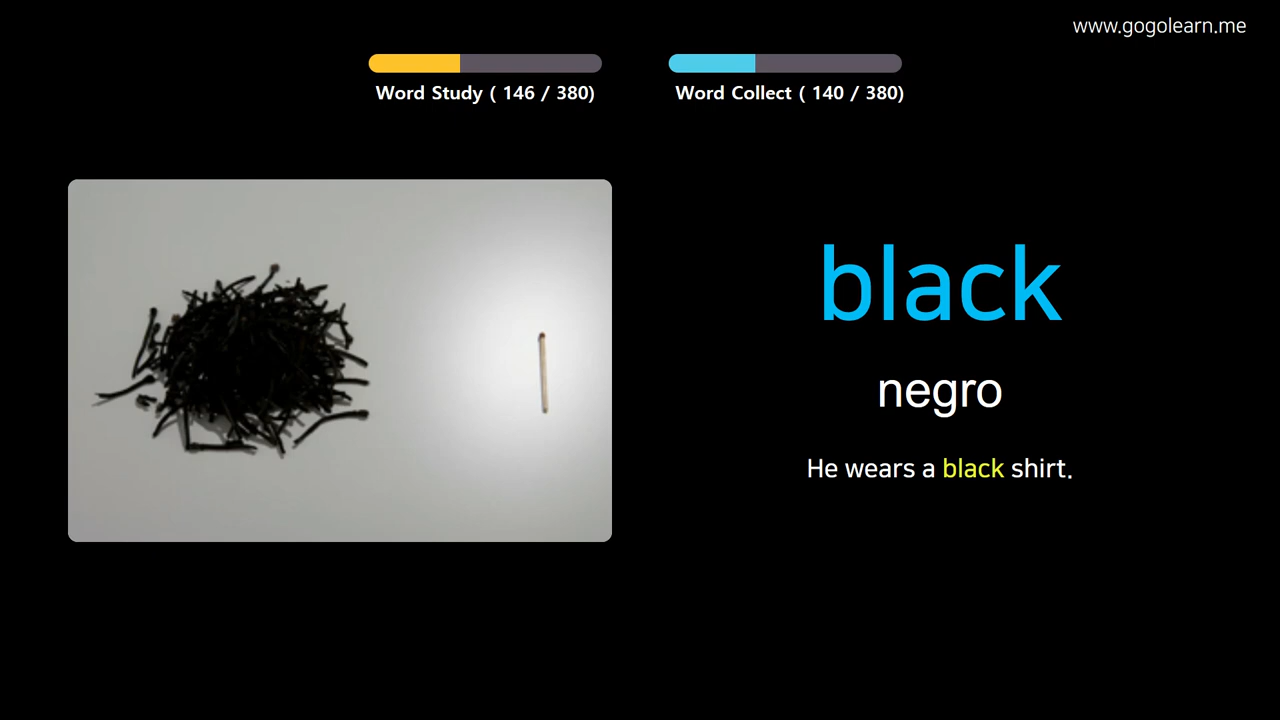 www.gogolearn.me
Word Study ( 146 / 380)
Word Collect ( 140 / 380)
black
negro
He wears a black shirt.